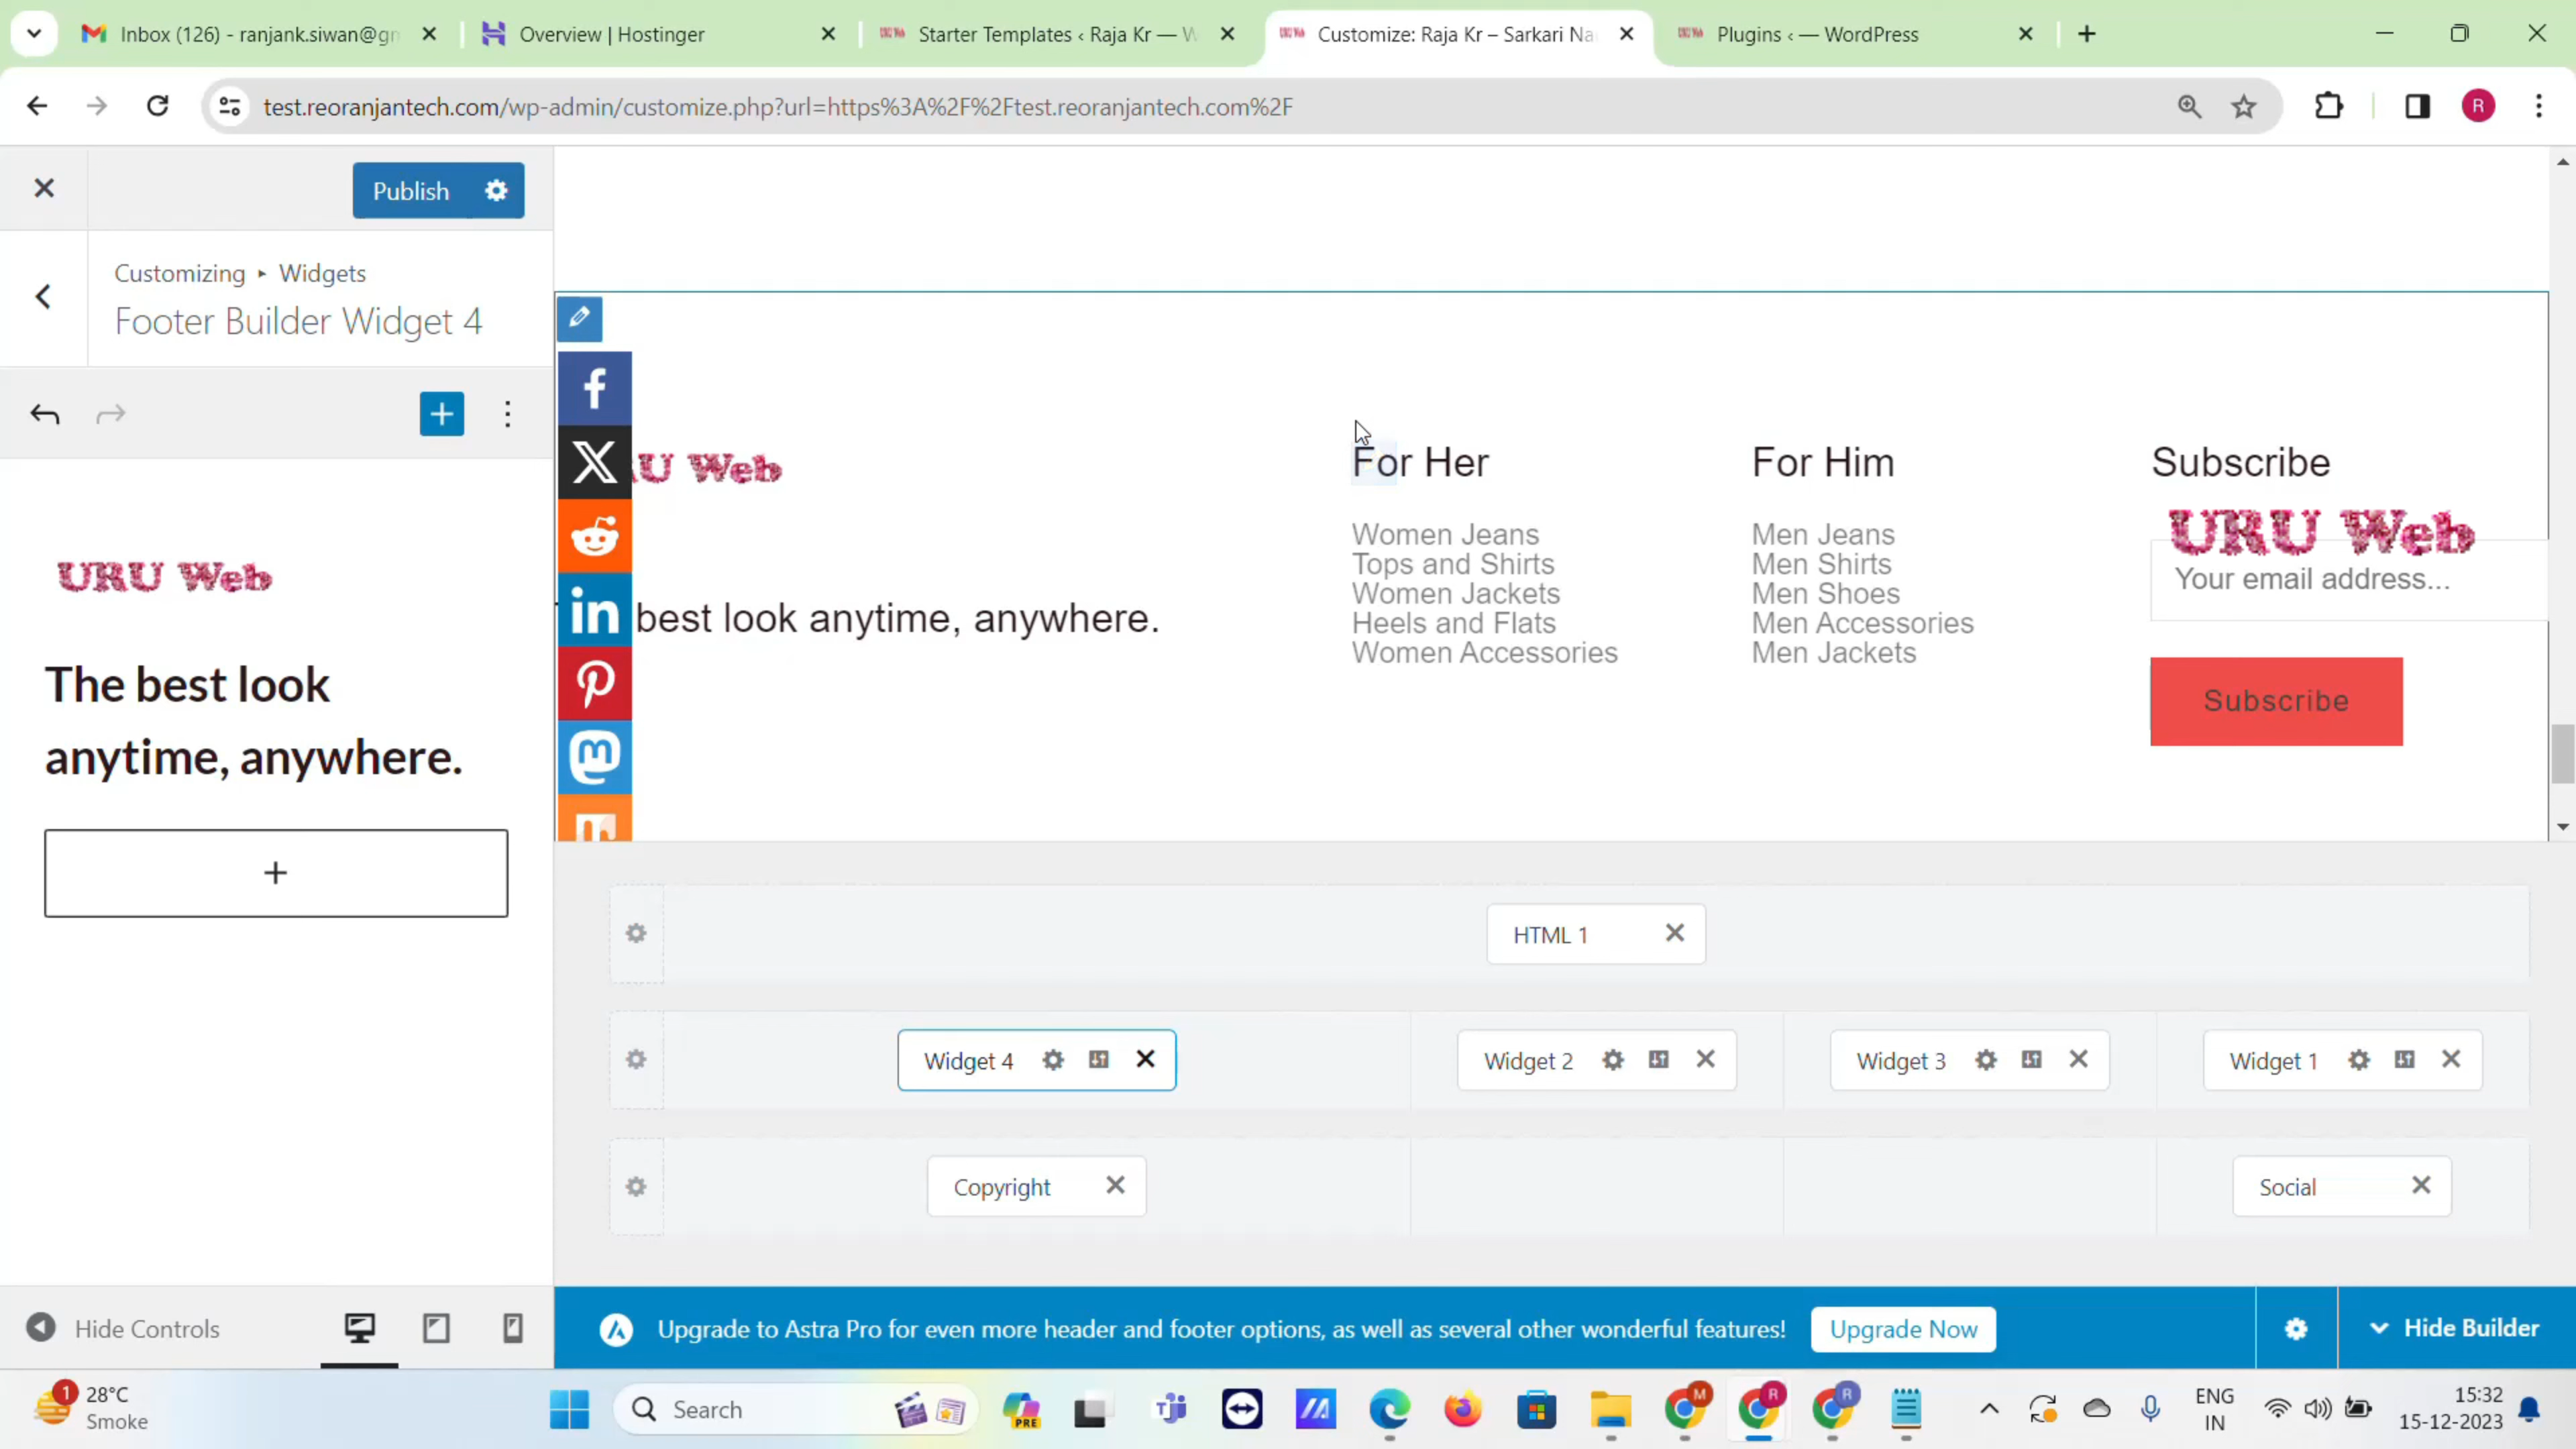 Inbox (126) - ranjank.siwan@gm
Overview | Hostinger
Starter Templates ‹ Raja Kr — W
Customize: Raja Kr – Sarkari Na
Plugins ‹ — WordPress
test.reoranjantech.com/wp-admin/customize.php?url=https%3A%2F%2Ftest.reoranjantech.com%2F
R
Publish
Customizing ▸ Widgets
Footer Builder Widget 4
URU Web
The best look
anytime, anywhere.
Hide Controls
RU Web
best look anytime, anywhere.
For Her
Women Jeans
Tops and Shirts
Women Jackets
Heels and Flats
Women Accessories
For Him
Men Jeans
Men Shirts
Men Shoes
Men Accessories
Men Jackets
Subscribe
URU Web
Your email address...
Subscribe
HTML 1
Widget 4
Widget 2
Widget 3
Widget 1
Copyright
Social
Upgrade to Astra Pro for even more header and footer options, as well as several other wonderful features!
Upgrade Now
Hide Builder
1
28°C
Smoke
Search
PRE
M
R
R
ENG
IN
15:32
15-12-2023